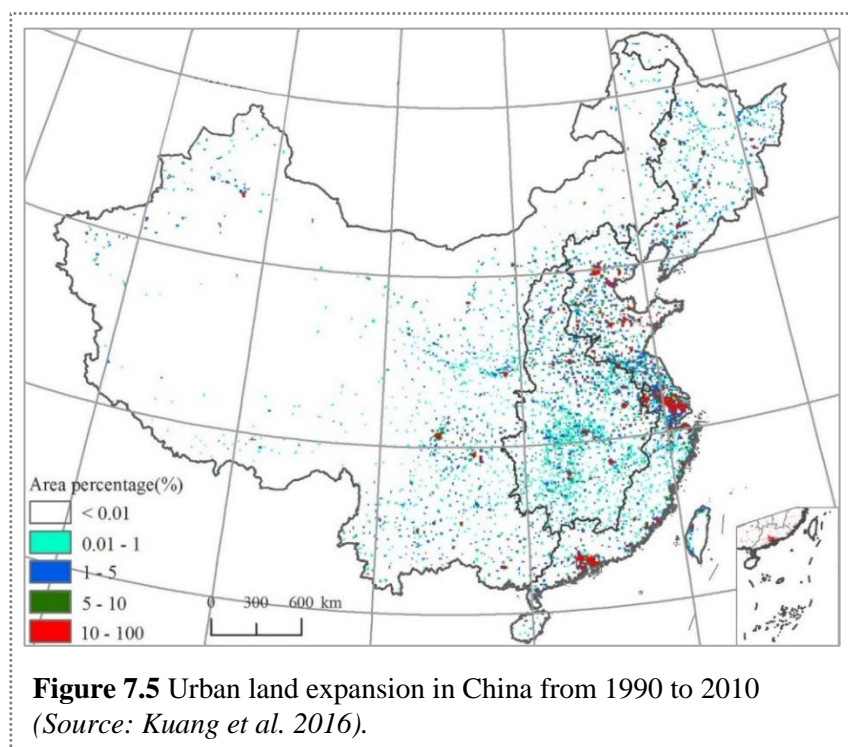 Area percentage(%)
< 0.01
0.01 - 1
1 - 5
5 - 10
10 - 100
0 300 600 km
Figure 7.5 Urban land expansion in China from 1990 to 2010
(Source: Kuang et al. 2016).